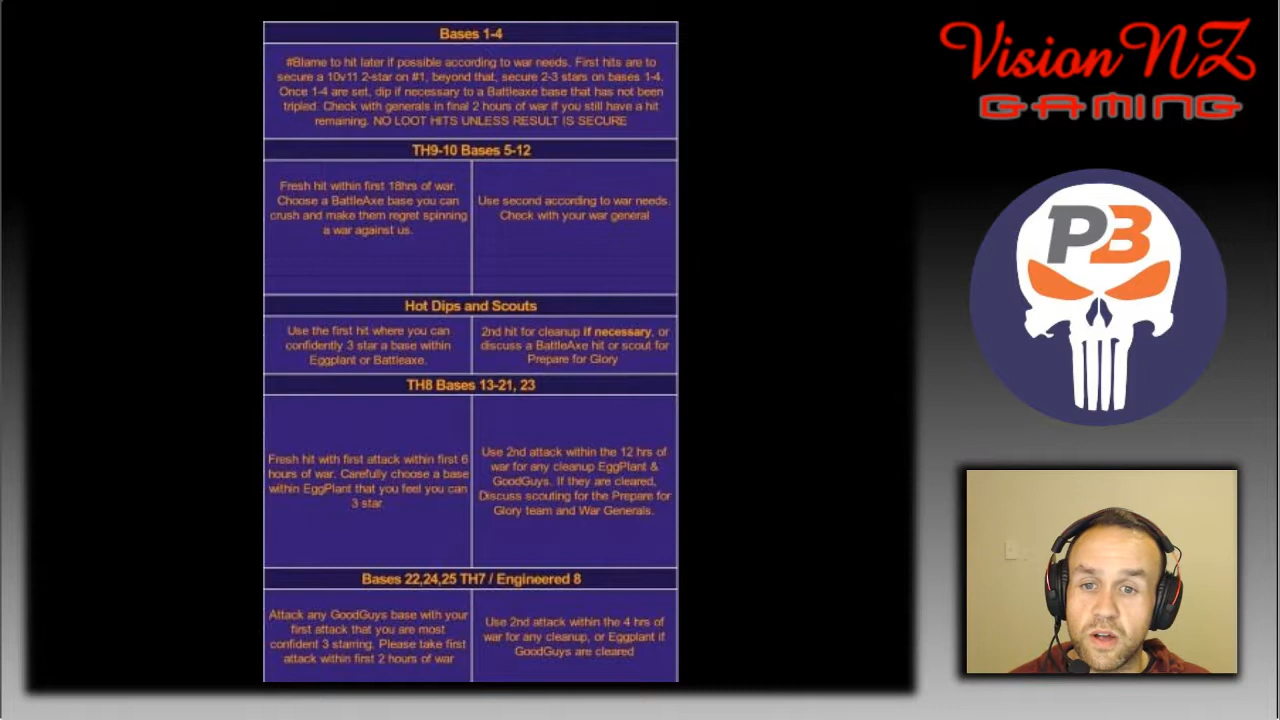 Bases 1-4
#Blame to hit later if possible according to war needs. First hits are to
secure a 10v11 2-star on #1, beyond that, secure 2-3 stars on bases 1-4.
Once 1-4 are set, dip if necessary to a Battleaxe base that has not been
tripled. Check with generals in final 2 hours of war if you still have a hit
remaining. NO LOOT HITS UNLESS RESULT IS SECURE
TH9-10 Bases 5-12
Fresh hit within first 18hrs of war.
Choose a BattleAxe base you can
crush and make them regret spinning
a war against us.
Use second according to war needs.
Check with your war general
Hot Dips and Scouts
Use the first hit where you can
confidently 3 star a base within
Eggplant or Battleaxe.
2nd hit for cleanup if necessary, or
discuss a BattleAxe hit or scout for
Prepare for Glory
TH8 Bases 13-21, 23
Fresh hit with first attack within first 6
hours of war. Carefully choose a base
within EggPlant that you feel you can
3 star.
Use 2nd attack within the 12 hrs of
war for any cleanup EggPlant &
GoodGuys. If they are cleared,
Discuss scouting for the Prepare for
Glory team and War Generals.
Bases 22,24,25 TH7 / Engineered 8
Attack any GoodGuys base with your
first attack that you are most
confident 3 starring. Please take first
attack within first 2 hours of war
Use 2nd attack within the 4 hrs of
war for any cleanup, or Eggplant if
GoodGuys are cleared
Vision NZ
GAMING
P3